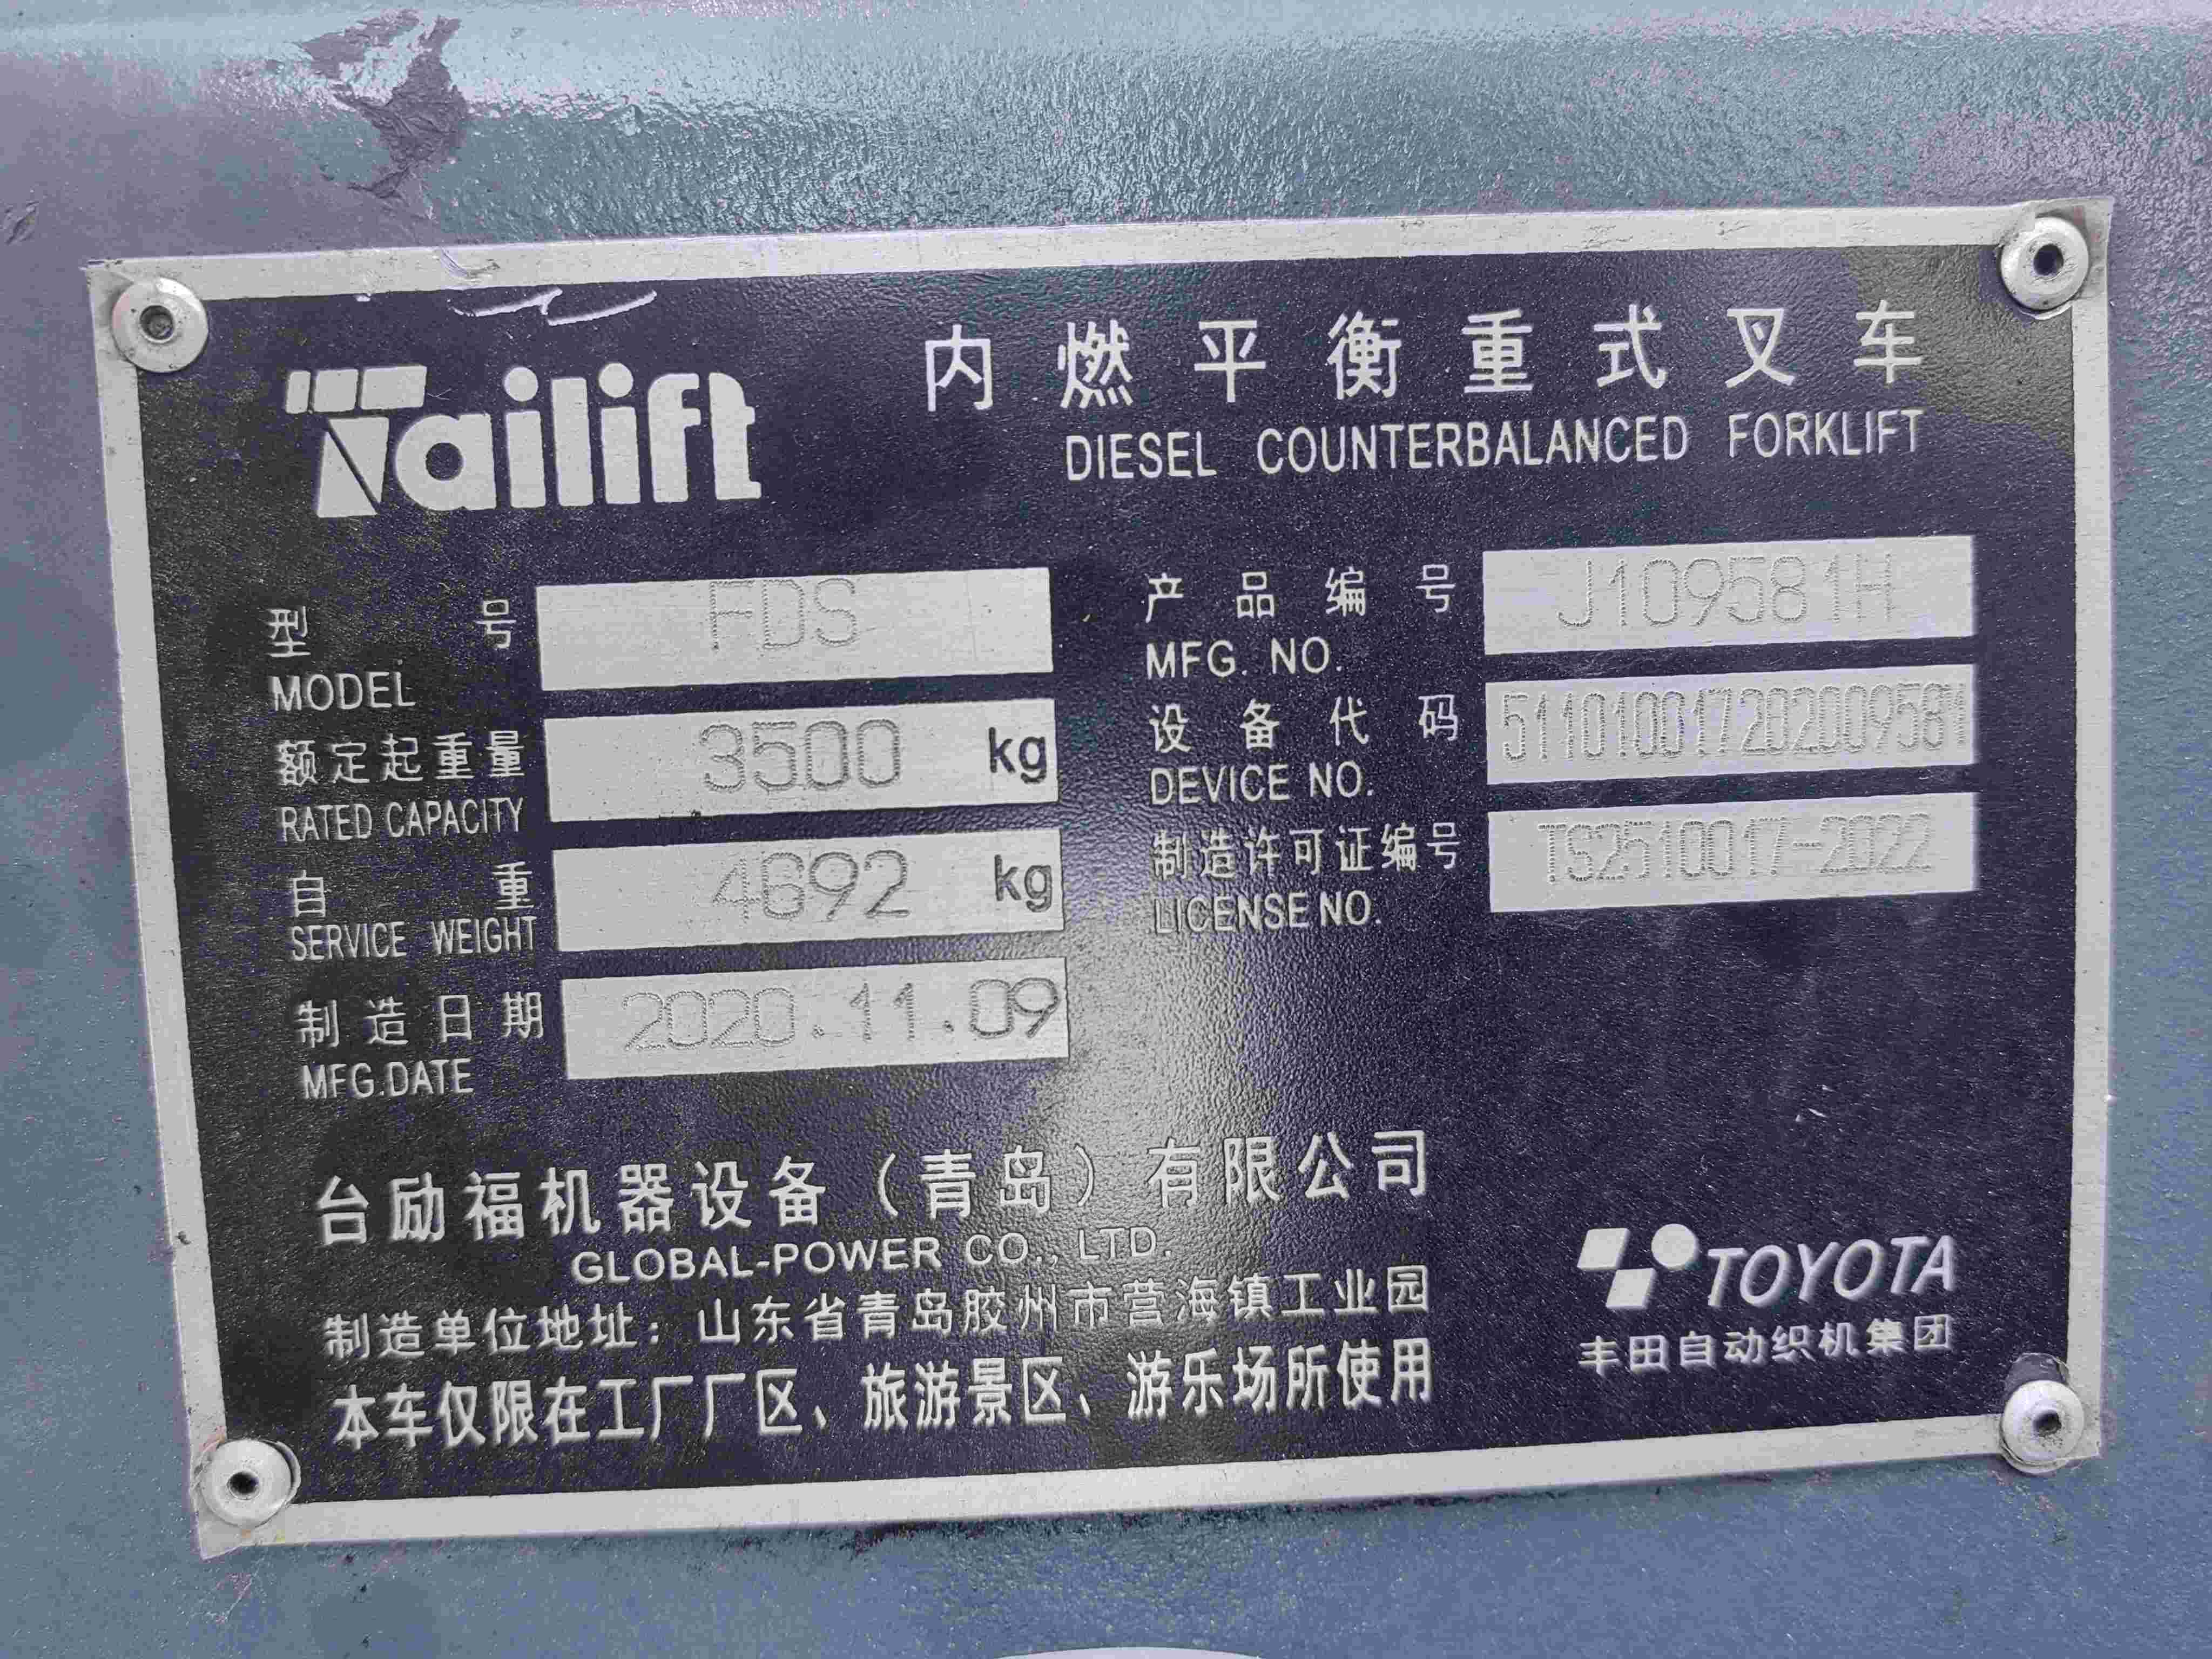 Tailift
内燃平衡重式叉车
DIESEL COUNTERBALANCED FORKLIFT
型号 FDS
MODEL
额定起重量 3500 kg
RATED CAPACITY
自重 4692 kg
SERVICE WEIGHT
制造日期 2020.11.09
MFG.DATE
产品编号 J109581H
MFG. NO.
设备代码 511010017202009581
DEVICE NO.
制造许可证编号 TS2510017-2022
LICENSE NO.
台励福机器设备（青岛）有限公司
GLOBAL-POWER CO., LTD.
制造单位地址：山东省青岛胶州市营海镇工业园
本车仅限在工厂厂区、旅游景区、游乐场所使用
TOYOTA
丰田自动织机集团